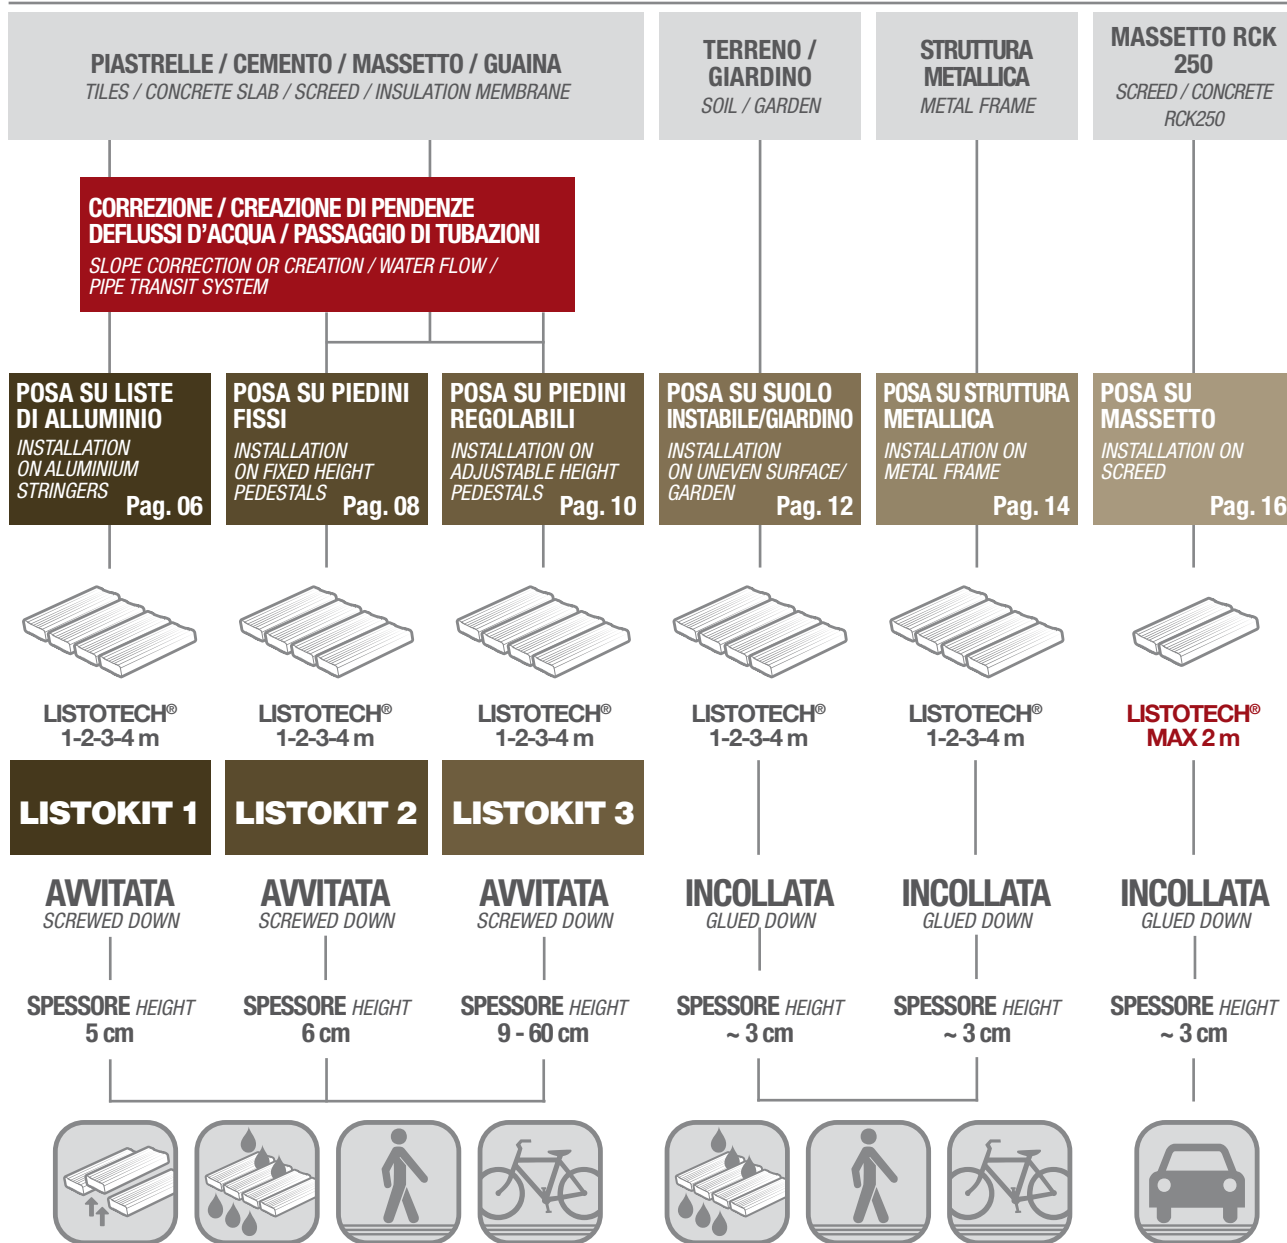 PIASTRELLE / CEMENTO / MASSETTO / GUAINA
TILES / CONCRETE SLAB / SCREED / INSULATION MEMBRANE
TERRENO /
GIARDINO
SOIL / GARDEN
STRUTTURA
METALLICA
METAL FRAME
MASSETTO RCK
250
SCREED / CONCRETE
RCK250
CORREZIONE / CREAZIONE DI PENDENZE
DEFLUSSI D'ACQUA / PASSAGGIO DI TUBAZIONI
SLOPE CORRECTION OR CREATION / WATER FLOW /
PIPE TRANSIT SYSTEM
POSA SU LISTE
DI ALLUMINIO
INSTALLATION
ON ALUMINIUM
STRINGERS
Pag. 06
POSA SU PIEDINI
FISSI
INSTALLATION
ON FIXED HEIGHT
PEDESTALS
Pag. 08
POSA SU PIEDINI
REGOLABILI
INSTALLATION ON
ADJUSTABLE HEIGHT
PEDESTALS
Pag. 10
POSA SU SUOLO
INSTABILE/GIARDINO
INSTALLATION
ON UNEVEN SURFACE/
GARDEN
Pag. 12
POSA SU STRUTTURA
METALLICA
INSTALLATION ON
METAL FRAME
Pag. 14
POSA SU
MASSETTO
INSTALLATION ON
SCREED
Pag. 16
LISTOTECH®
1-2-3-4 m
LISTOTECH®
1-2-3-4 m
LISTOTECH®
1-2-3-4 m
LISTOTECH®
1-2-3-4 m
LISTOTECH®
1-2-3-4 m
LISTOTECH®
MAX 2 m
LISTOKIT 1
LISTOKIT 2
LISTOKIT 3
AVVITATA
SCREWED DOWN
AVVITATA
SCREWED DOWN
AVVITATA
SCREWED DOWN
INCOLLATA
GLUED DOWN
INCOLLATA
GLUED DOWN
INCOLLATA
GLUED DOWN
SPESSORE HEIGHT
5 cm
SPESSORE HEIGHT
6 cm
SPESSORE HEIGHT
9 - 60 cm
SPESSORE HEIGHT
~ 3 cm
SPESSORE HEIGHT
~ 3 cm
SPESSORE HEIGHT
~ 3 cm